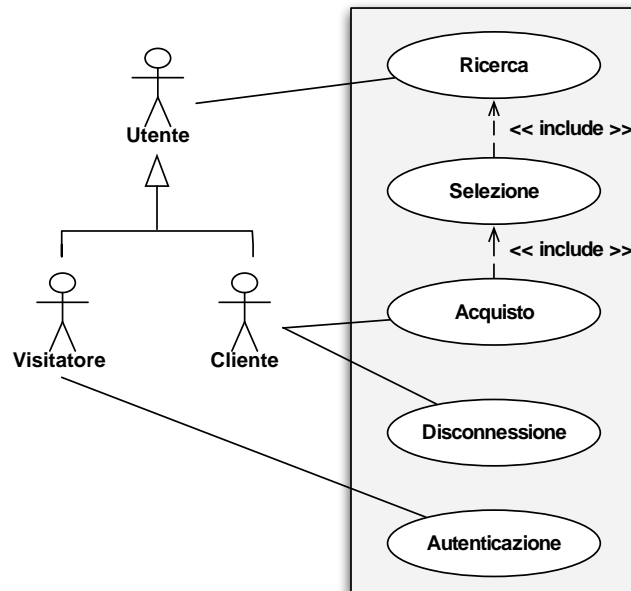 Ricerca
Utente
<< include >>
Selezione
<< include >>
Acquisto
Visitatore
Cliente
Disconnessione
Autenticazione